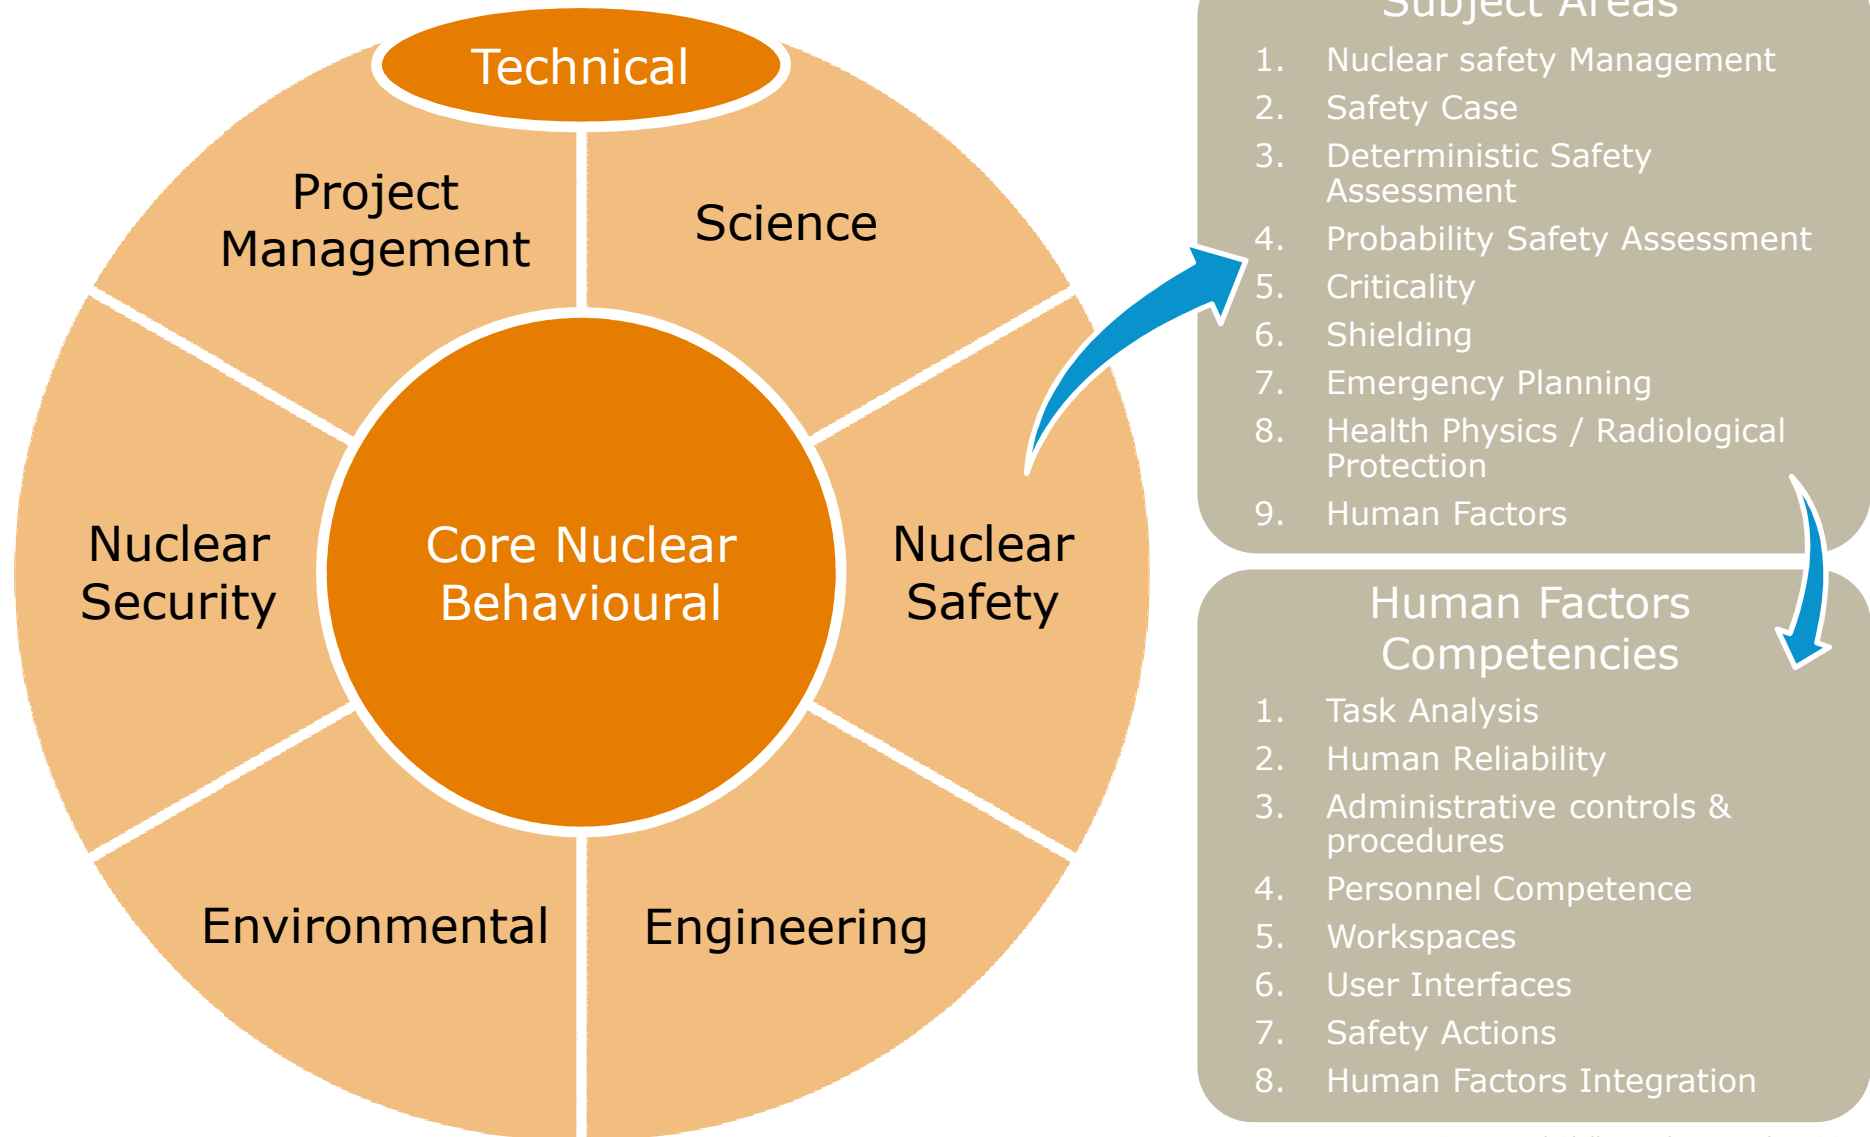 Technical
Project
Management
Science
Nuclear
Security
Core Nuclear
Behavioural
Nuclear
Safety
Environmental
Engineering
Subject Areas
1. Nuclear safety Management
2. Safety Case
3. Deterministic Safety
Assessment
4. Probability Safety Assessment
5. Criticality
6. Shielding
7. Emergency Planning
8. Health Physics / Radiological
Protection
9. Human Factors
Human Factors
Competencies
1. Task Analysis
2. Human Reliability
3. Administrative controls &
procedures
4. Personnel Competence
5. Workspaces
6. User Interfaces
7. Safety Actions
8. Human Factors Integration